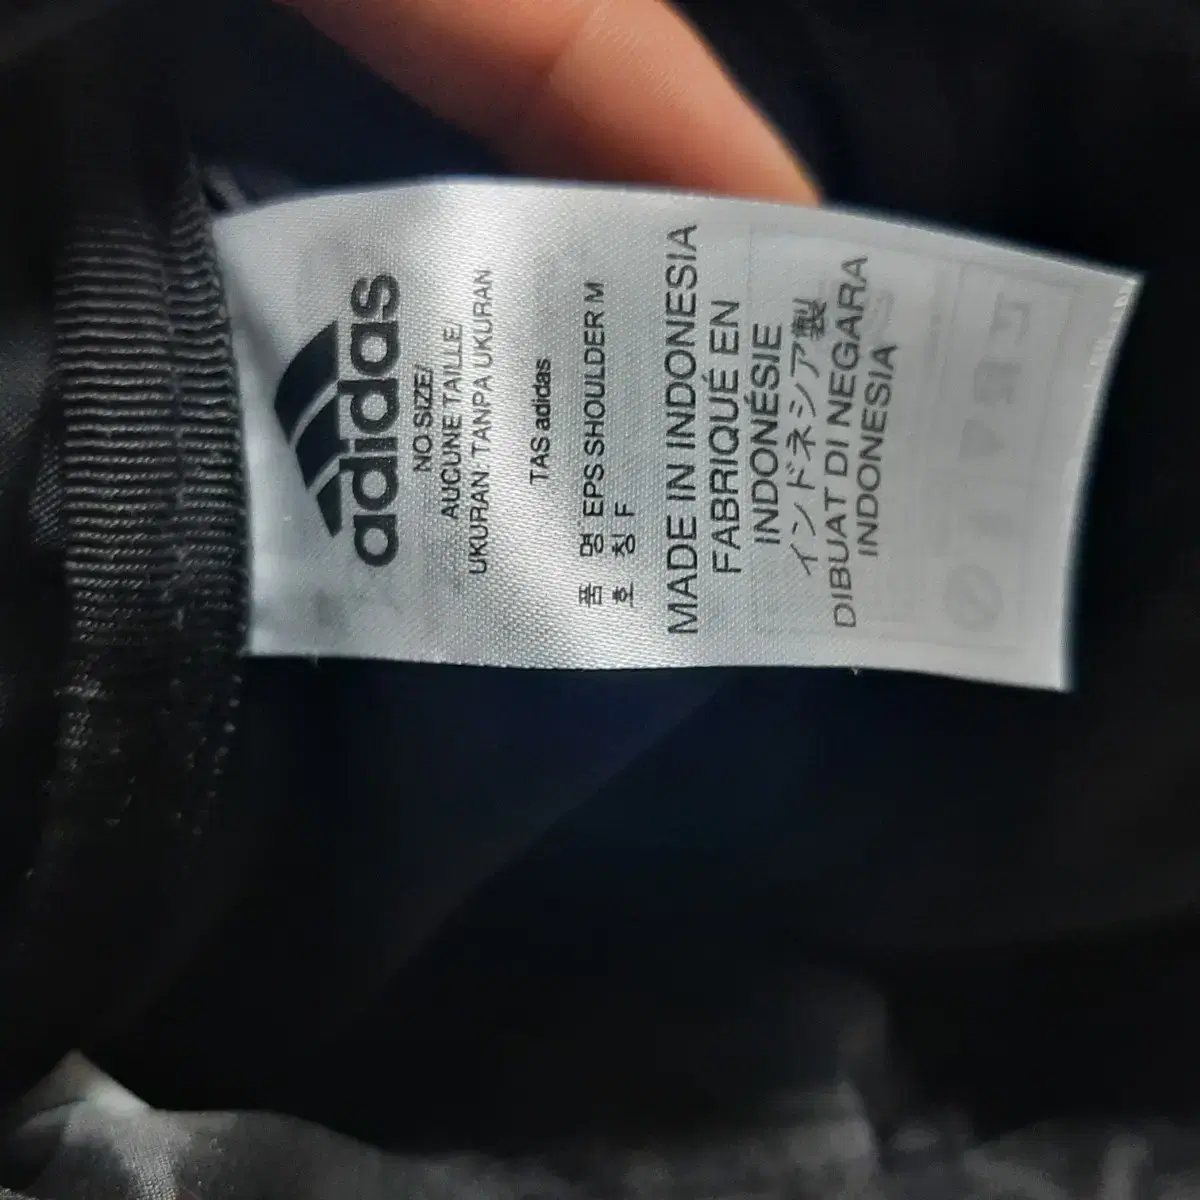 adidas
NO SIZE/
AUCUNE TAILLE/
UKURAN TANPA UKURAN
TAS adidas
품 명 EPS SHOULDER M
호 칭 F
MADE IN INDONESIA
FABRIQUÉ EN
INDONÉSIE
インドネシア製
DIBUAT DI NEGARA
INDONESIA